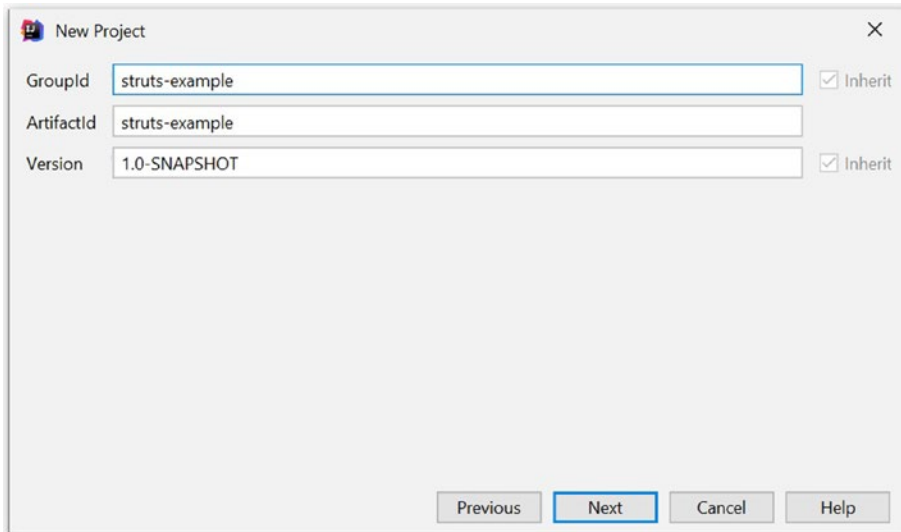 New Project
GroupId struts-example Inherit
ArtifactId struts-example
Version 1.0-SNAPSHOT Inherit
Previous Next Cancel Help